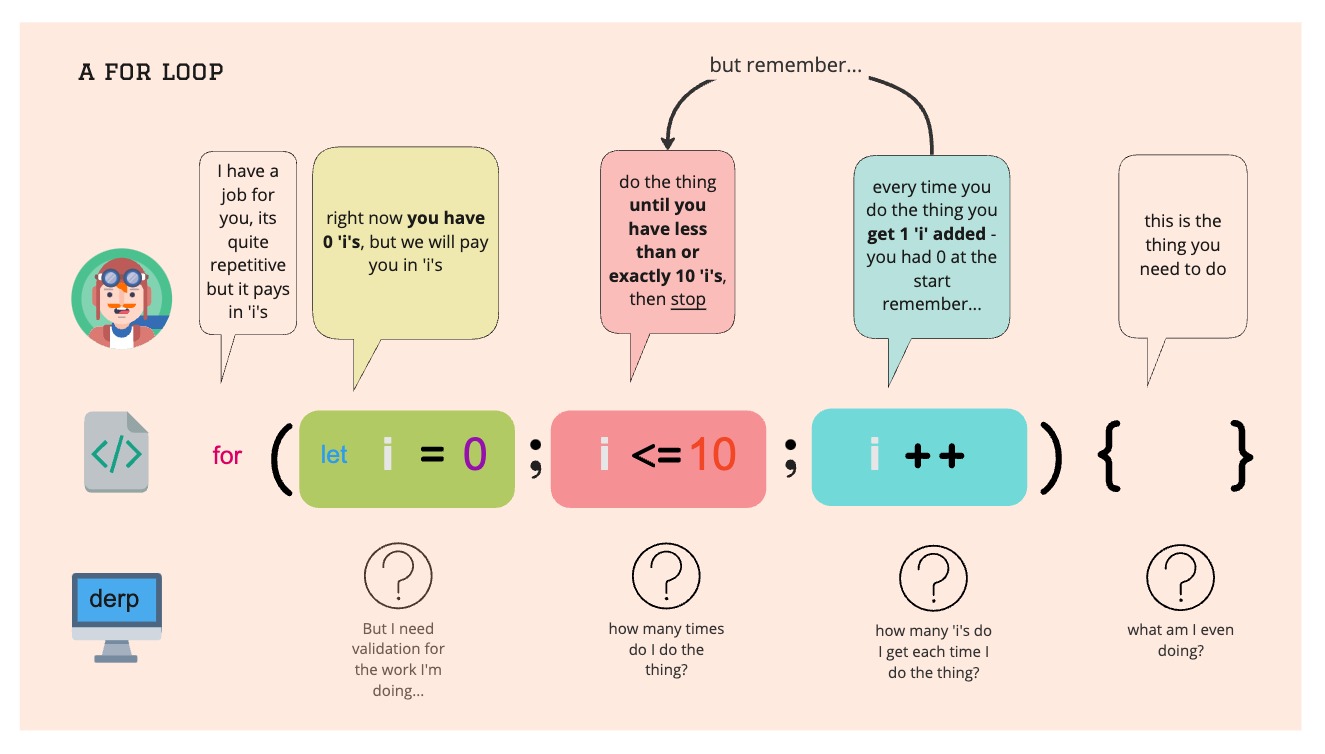 A FOR LOOP
but remember...
I have a
job for
you, its
quite
repetitive
but it pays
in 'i's
right now you have
0 'i's, but we will pay
you in 'i's
do the thing
until you
have less
than or
exactly 10 'i's,
then stop
every time you
do the thing you
get 1 'i' added -
you had 0 at the
start
remember...
this is the
thing you
need to do
</>
for ( let i = 0 ; i <= 10 ; i ++ ) { }
derp
?
But I need
validation for
the work I'm
doing...
?
how many times
do I do the
thing?
?
how many 'i's do
I get each time I
do the thing?
?
what am I even
doing?